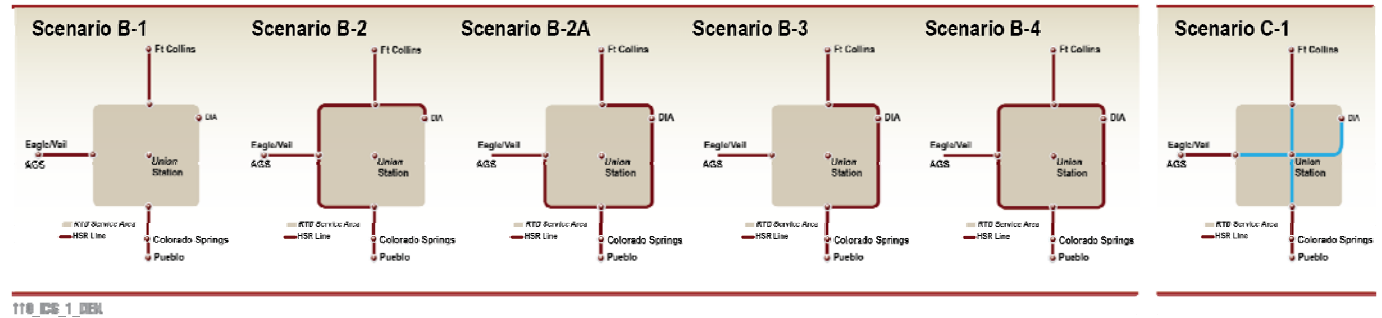 Scenario B-1
Ft Collins
DIA
Eagle/Vail
AGS
Union
Station
RTD Service Area
HSR Line
Colorado Springs
Pueblo
Scenario B-2
Ft Collins
DIA
Eagle/Vail
AGS
Union
Station
RTD Service Area
HSR Line
Colorado Springs
Pueblo
Scenario B-2A
Ft Collins
DIA
Eagle/Vail
AGS
Union
Station
RTD Service Area
HSR Line
Colorado Springs
Pueblo
Scenario B-3
Ft Collins
DIA
Eagle/Vail
AGS
Union
Station
RTD Service Area
HSR Line
Colorado Springs
Pueblo
Scenario B-4
Ft Collins
DIA
Eagle/Vail
AGS
Union
Station
RTD Service Area
HSR Line
Colorado Springs
Pueblo
Scenario C-1
Ft Collins
DIA
Eagle/Vail
AGS
Union
Station
RTD Service Area
HSR Line
Colorado Springs
Pueblo